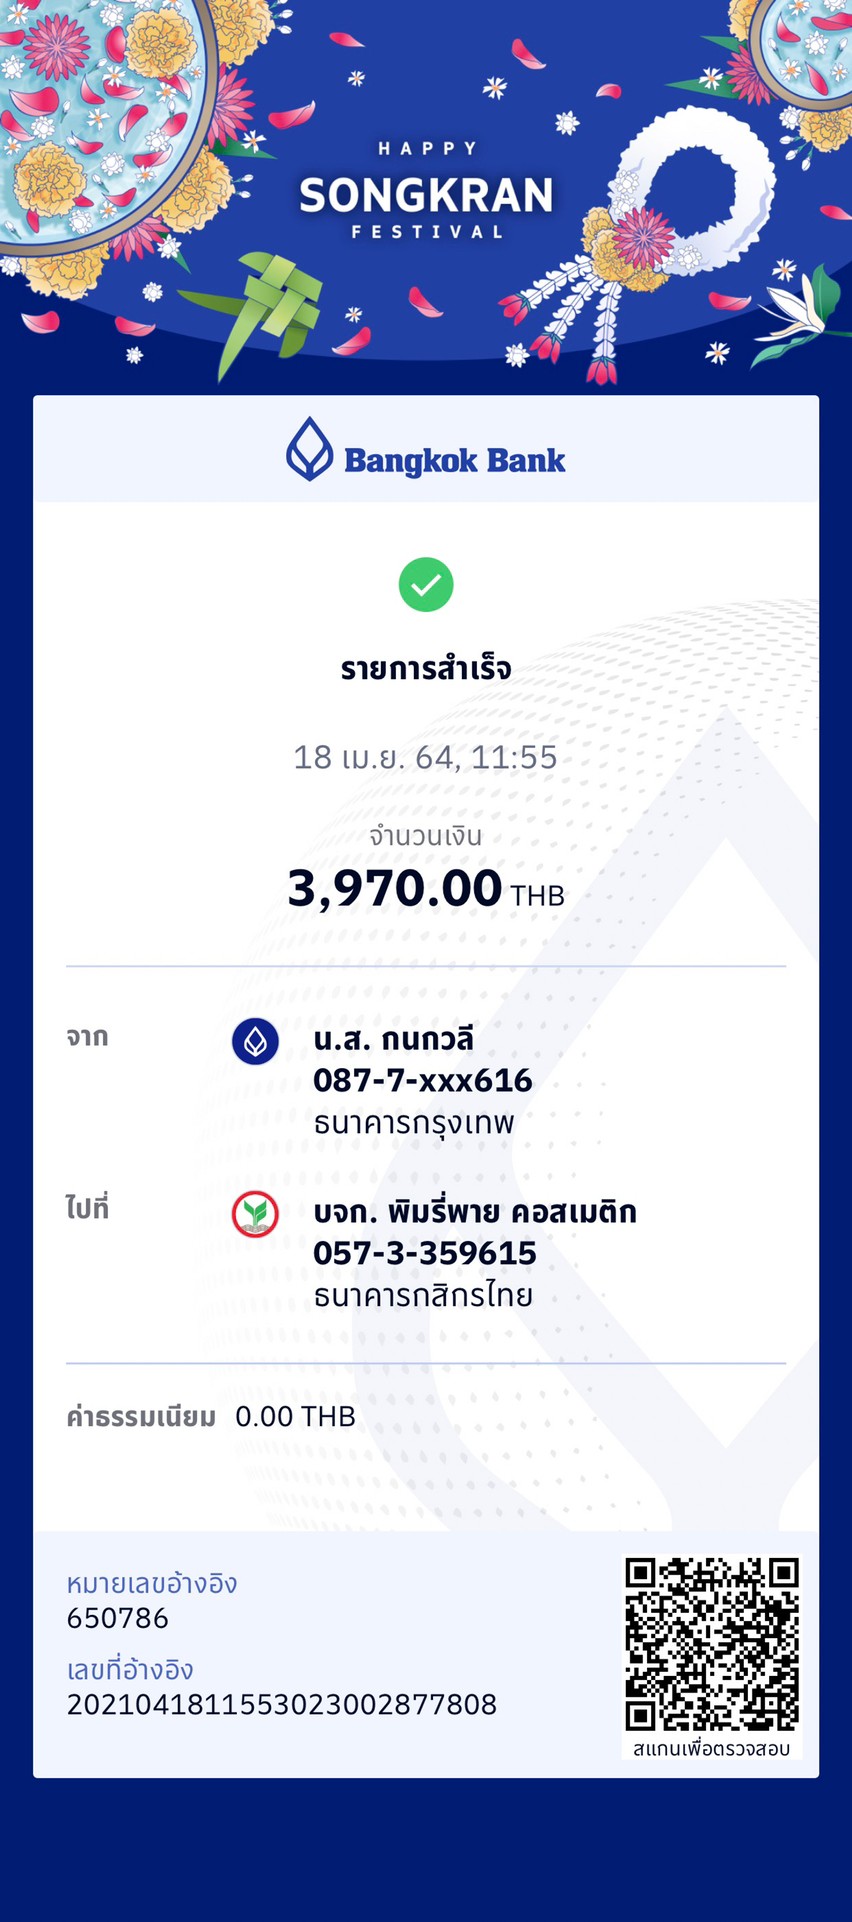 HAPPY
SONGKRAN
FESTIVAL
Bangkok Bank
รายการสำเร็จ
18 เม.ย. 64, 11:55
จำนวนเงิน
3,970.00 THB
จาก
น.ส. กนกวลี
087-7-xxx616
ธนาคารกรุงเทพ
ไปที่
บจก. พิมรี่พาย คอสเมติก
057-3-359615
ธนาคารกสิกรไทย
ค่าธรรมเนียม 0.00 THB
หมายเลขอ้างอิง
650786
เลขที่อ้างอิง
2021041811553023002877808
สแกนเพื่อตรวจสอบ